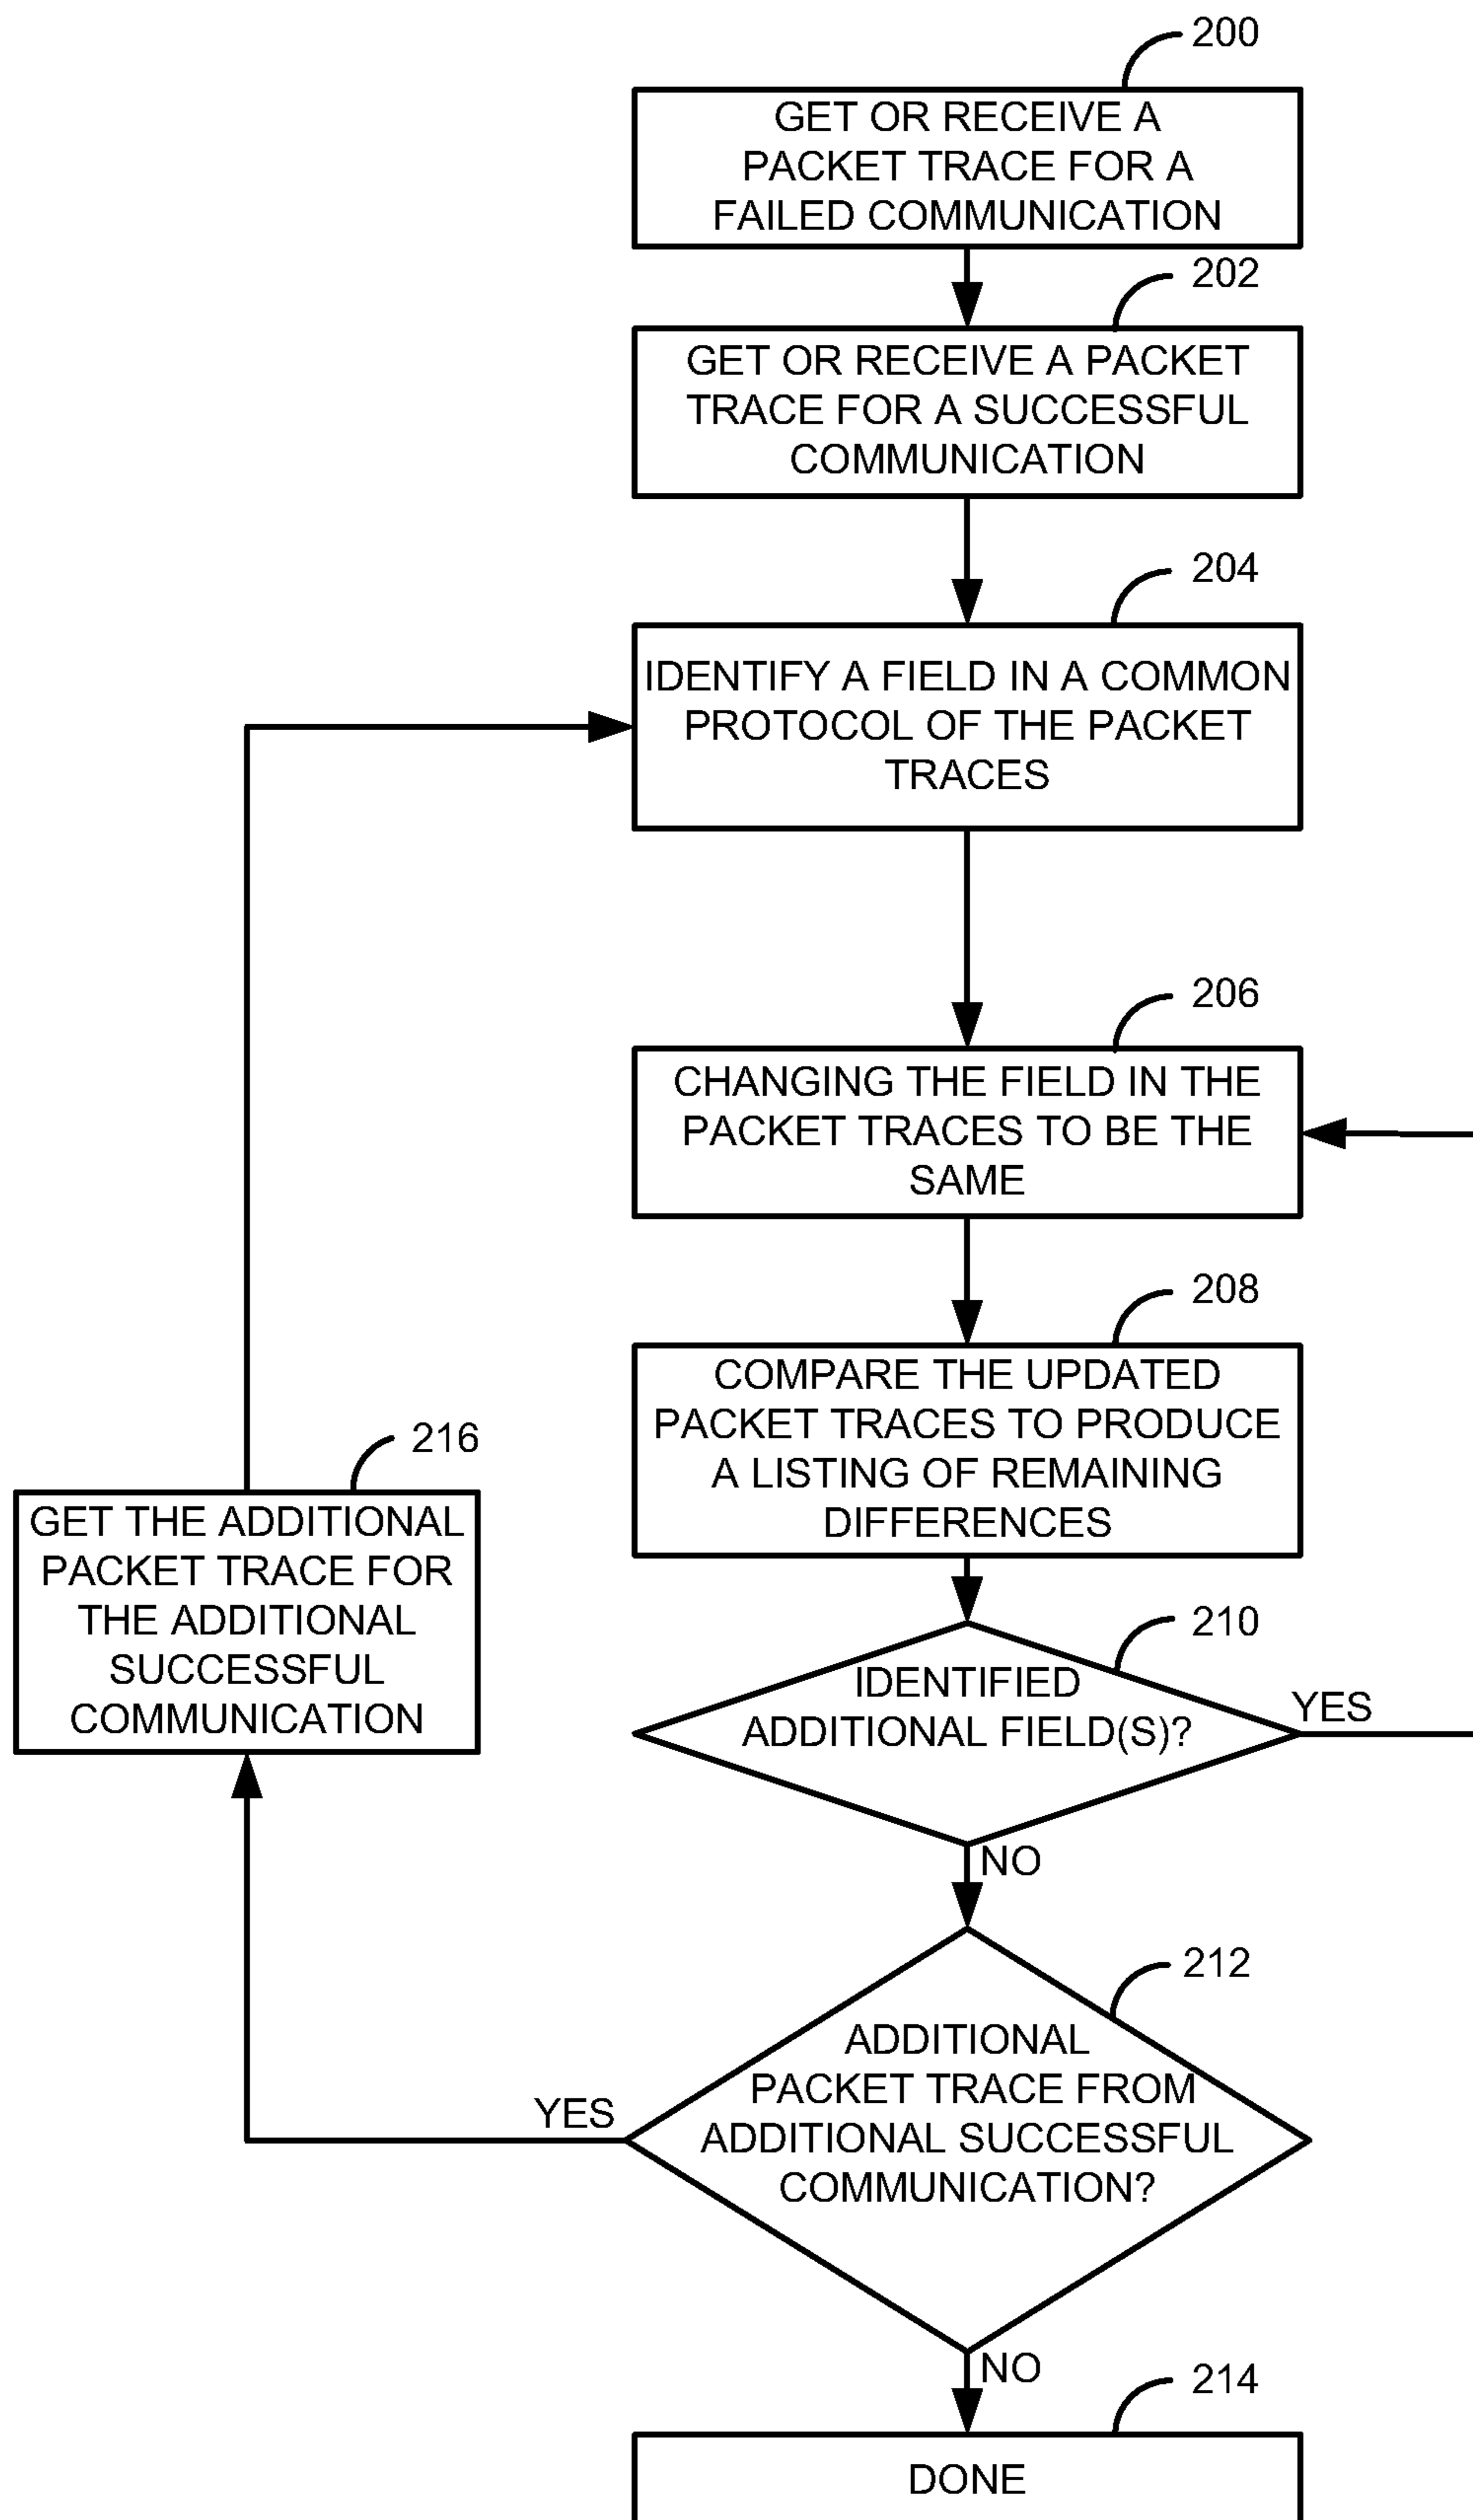 200
GET OR RECEIVE A
PACKET TRACE FOR A
FAILED COMMUNICATION
202
GET OR RECEIVE A PACKET
TRACE FOR A SUCCESSFUL
COMMUNICATION
204
IDENTIFY A FIELD IN A COMMON
PROTOCOL OF THE PACKET
TRACES
206
CHANGING THE FIELD IN THE
PACKET TRACES TO BE THE
SAME
208
COMPARE THE UPDATED
PACKET TRACES TO PRODUCE
A LISTING OF REMAINING
DIFFERENCES
216
GET THE ADDITIONAL
PACKET TRACE FOR
THE ADDITIONAL
SUCCESSFUL
COMMUNICATION
210
IDENTIFIED
ADDITIONAL FIELD(S)?
YES
NO
212
ADDITIONAL
PACKET TRACE FROM
ADDITIONAL SUCCESSFUL
COMMUNICATION?
YES
NO
214
DONE